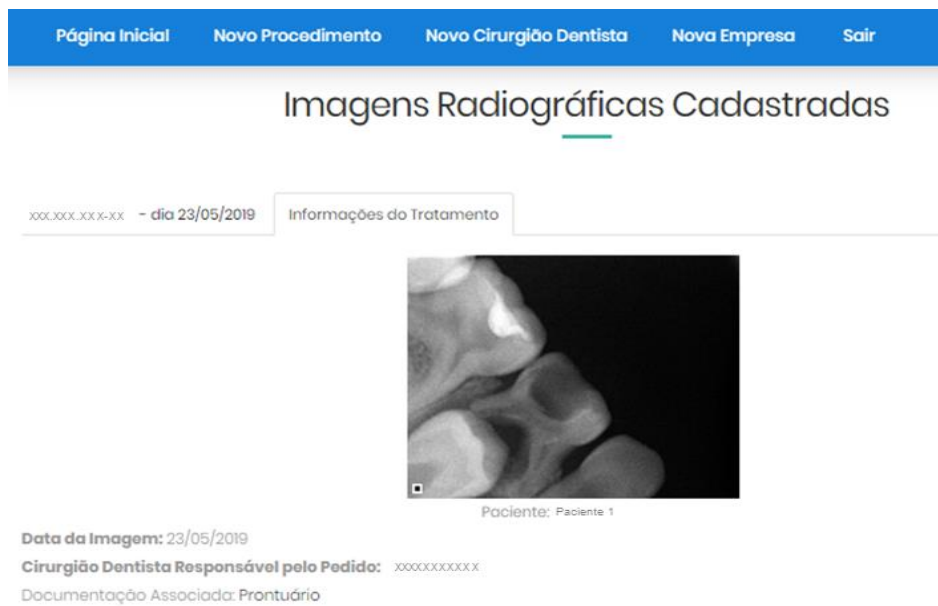 Página Inicial Novo Procedimento Novo Cirurgião Dentista Nova Empresa Sair
Imagens Radiográficas Cadastradas
xxx.xxx.xxx-xx - dia 23/05/2019 Informações do Tratamento
Paciente: Paciente 1
Data da Imagem: 23/05/2019
Cirurgião Dentista Responsável pelo Pedido: xxxxxxxxxxx
Documentação Associada: Prontuário